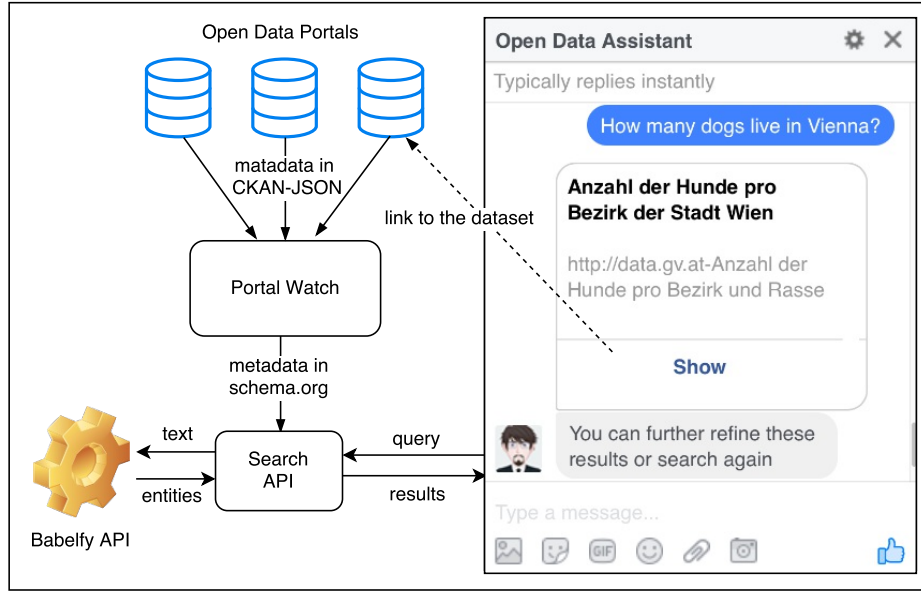 Open Data Portals
matadata in
CKAN-JSON
link to the dataset
Portal Watch
metadata in
schema.org
text
entities
Babelfy API
Search
API
query
results
Open Data Assistant
Typically replies instantly
How many dogs live in Vienna?
Anzahl der Hunde pro
Bezirk der Stadt Wien
http://data.gv.at-Anzahl der
Hunde pro Bezirk und Rasse
Show
You can further refine these
results or search again
Type a message...
GIF